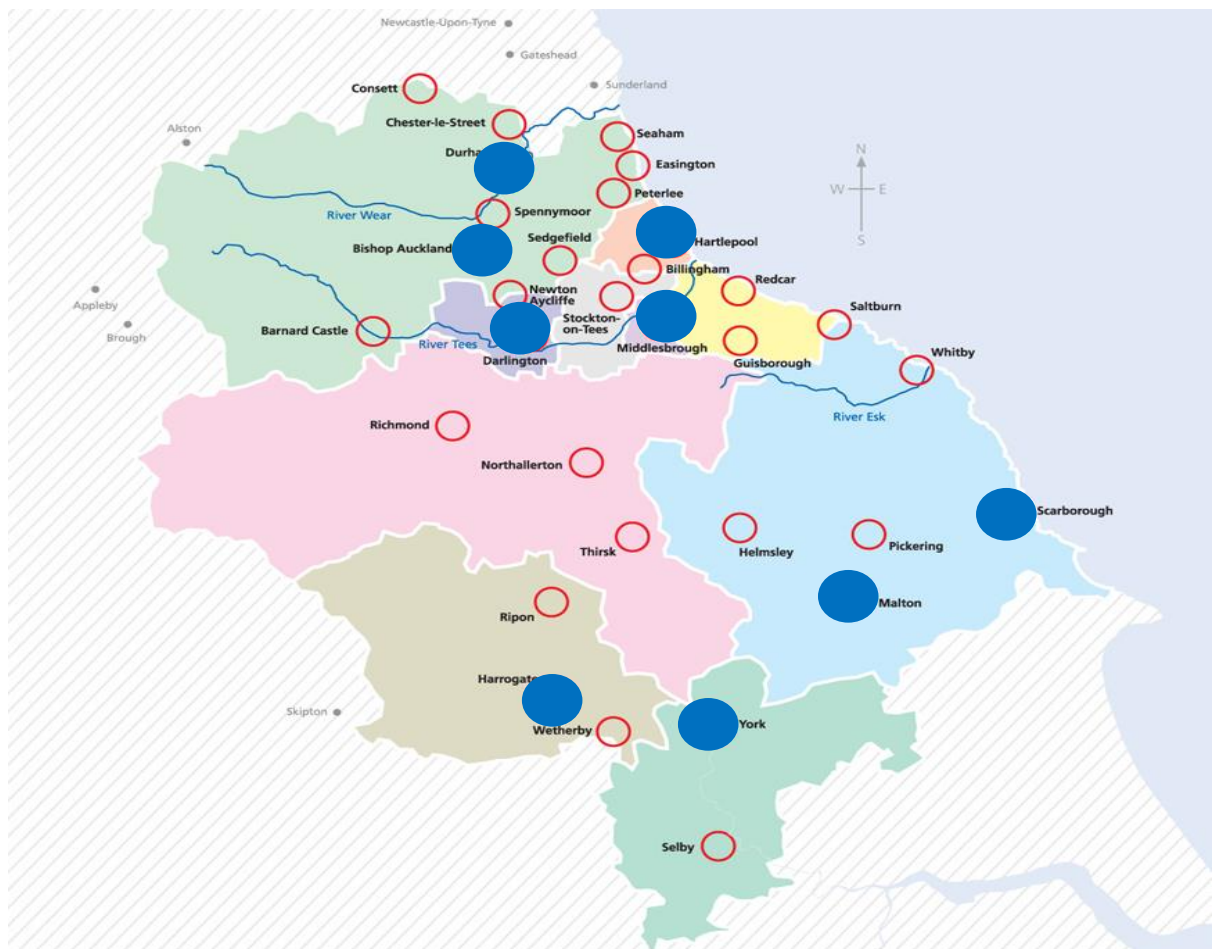 Newcastle-Upon-Tyne
Gateshead
Sunderland
Consett
Chester-le-Street
Alston
Seaham
Easington
Peterlee
River Wear
Spennymoor
Sedgefield
Bishop Auckland
Hartlepool
Billingham
Redcar
Newton
Aycliffe
Saltburn
Stockton-
on-Tees
Appleby
Brough
Barnard Castle
River Tees
Darlington
Middlesbrough
Guisborough
Whitby
River Esk
Richmond
Northallerton
Thirsk
Helmsley
Pickering
Scarborough
Malton
Ripon
Harrogate
Skipton
Wetherby
York
Selby
N
W
E
S